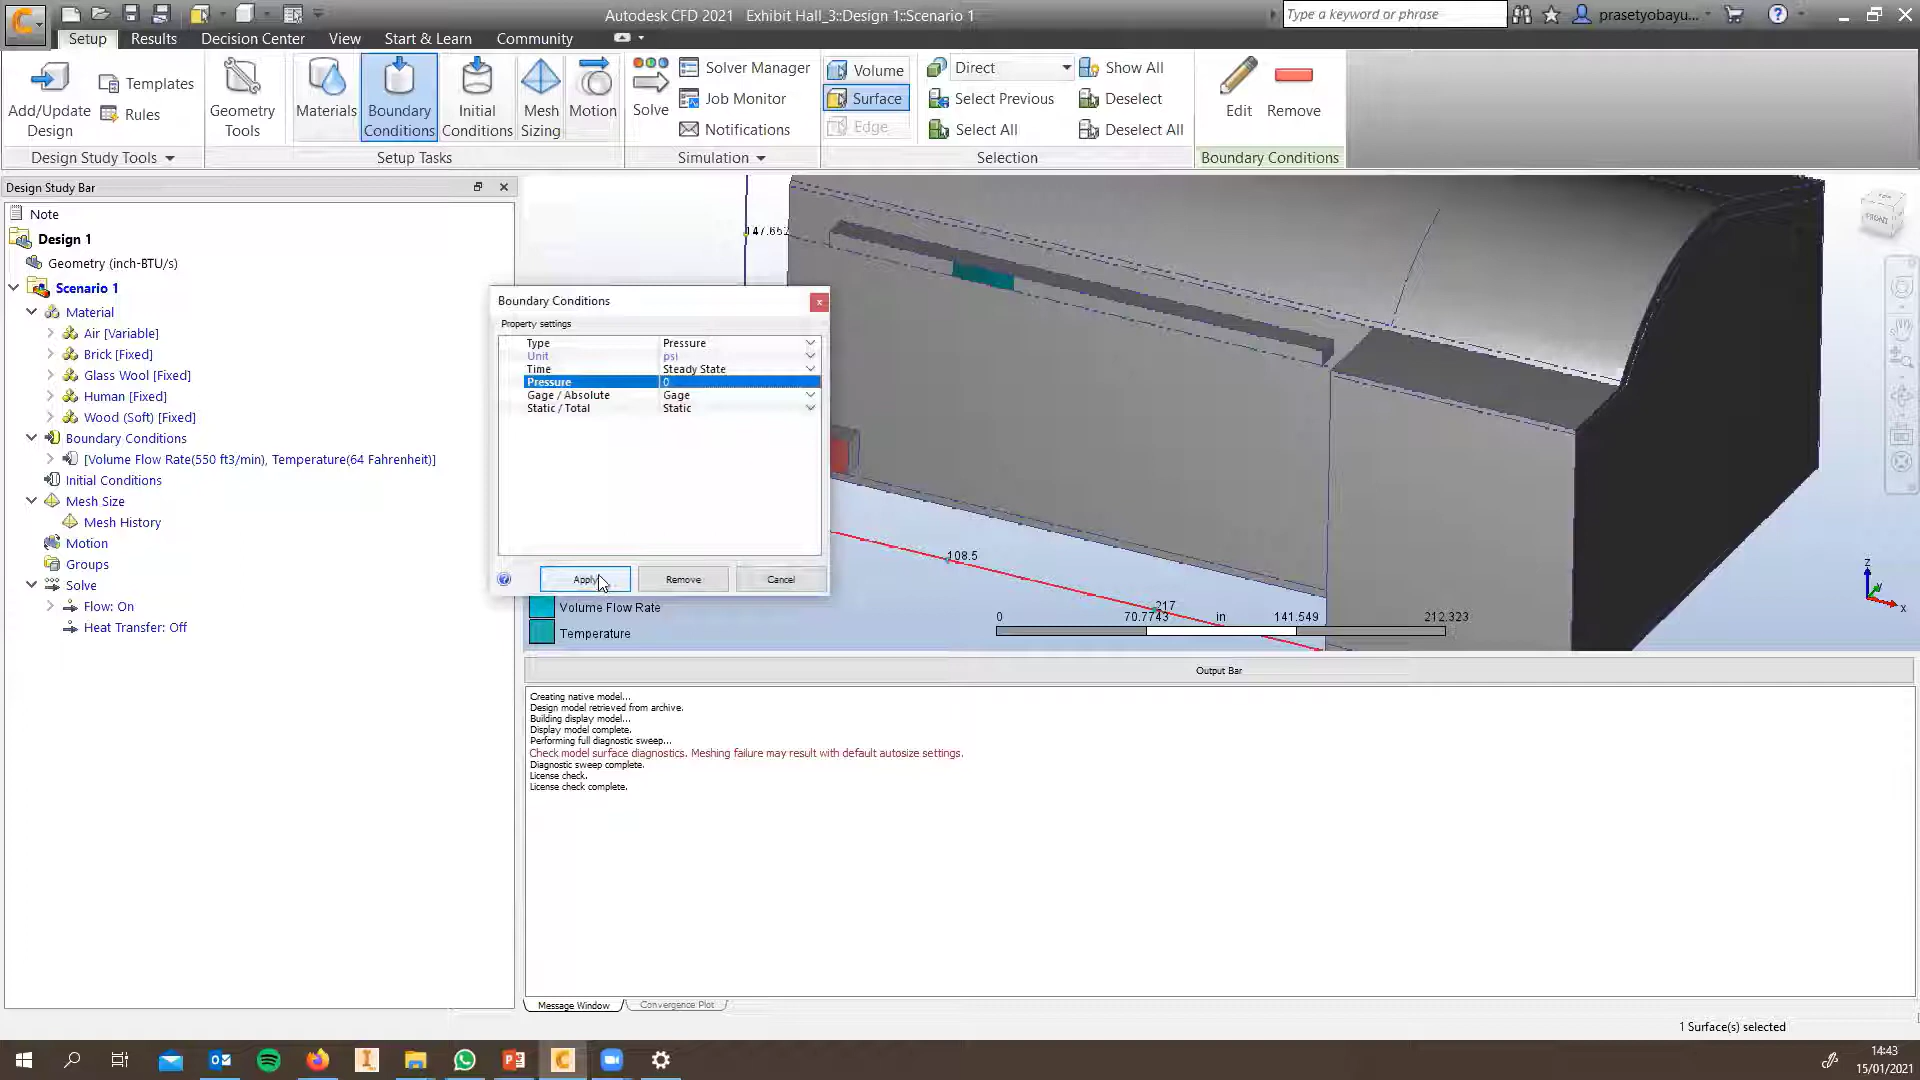 Autodesk CFD 2021 Exhibit Hall_3::Design 1::Scenario 1
Type a keyword or phrase
prasetyobayu...
Setup Results Decision Center View Start & Learn Community
Add/Update Design
Templates
Rules
Design Study Tools
Geometry Tools
Materials
Boundary Conditions
Initial Conditions
Mesh Sizing
Motion
Setup Tasks
Solve
Solver Manager
Job Monitor
Notifications
Simulation
Volume
Surface
Edge
Direct
Select Previous
Select All
Show All
Deselect
Deselect All
Selection
Edit
Remove
Boundary Conditions
Design Study Bar
Note
Design 1
Geometry (inch-BTU/s)
Scenario 1
Material
Air [Variable]
Brick [Fixed]
Glass Wool [Fixed]
Human [Fixed]
Wood (Soft) [Fixed]
Boundary Conditions
[Volume Flow Rate(550 ft3/min), Temperature(64 Fahrenheit)]
Initial Conditions
Mesh Size
Mesh History
Motion
Groups
Solve
Flow: On
Heat Transfer: Off
147.652
FRONT
Boundary Conditions
Property settings
Type Pressure
Unit psi
Time Steady State
Pressure 0
Gage / Absolute Gage
Static / Total Static
Apply
Remove
Cancel
Volume Flow Rate
Temperature
108.5
217
0 70.7743 in 141.549 212.323
Z
X
Output Bar
Creating native model...
Design model retrieved from archive.
Building display model...
Display model complete.
Performing full diagnostic sweep...
Check model surface diagnostics. Meshing failure may result with default autosize settings.
Diagnostic sweep complete.
License check.
License check complete.
Message Window
Convergence Plot
1 Surface(s) selected
14:43
15/01/2021